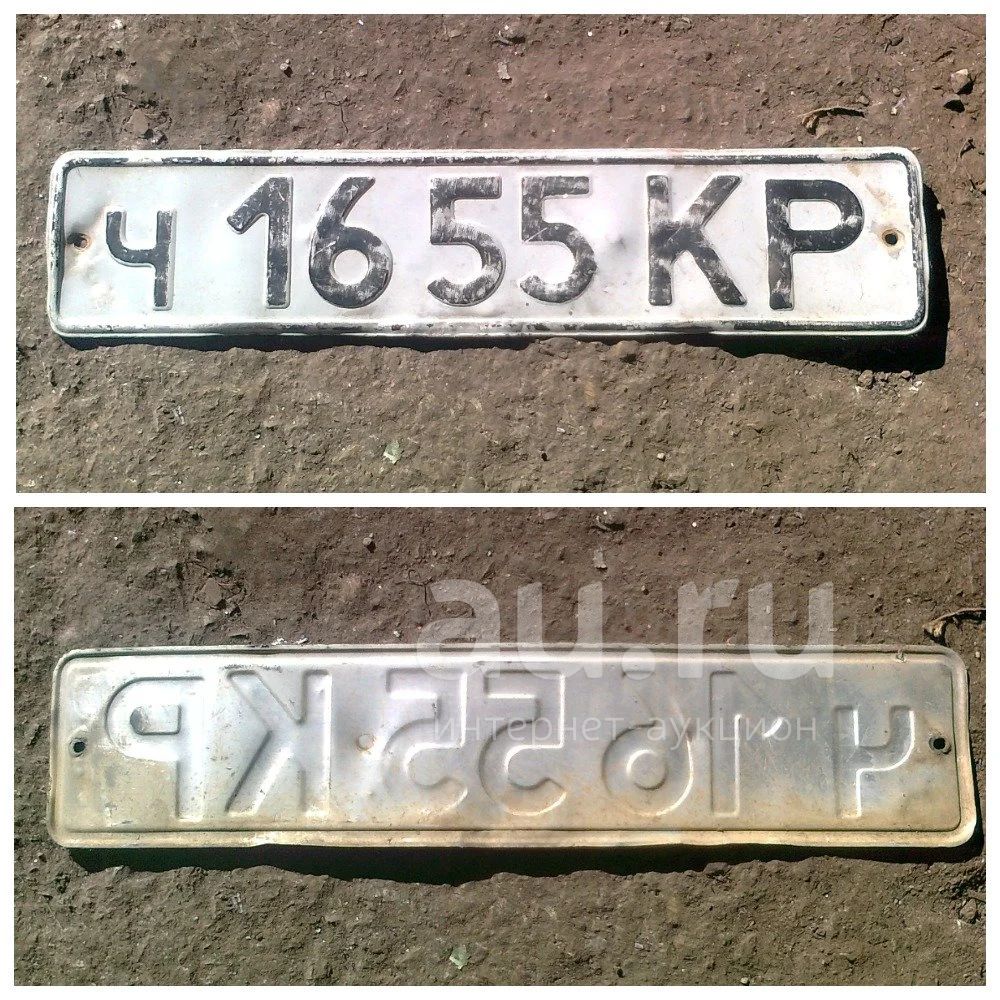 ч 1655 КР
au.ru
ч 1655 КР
интернет аукцион